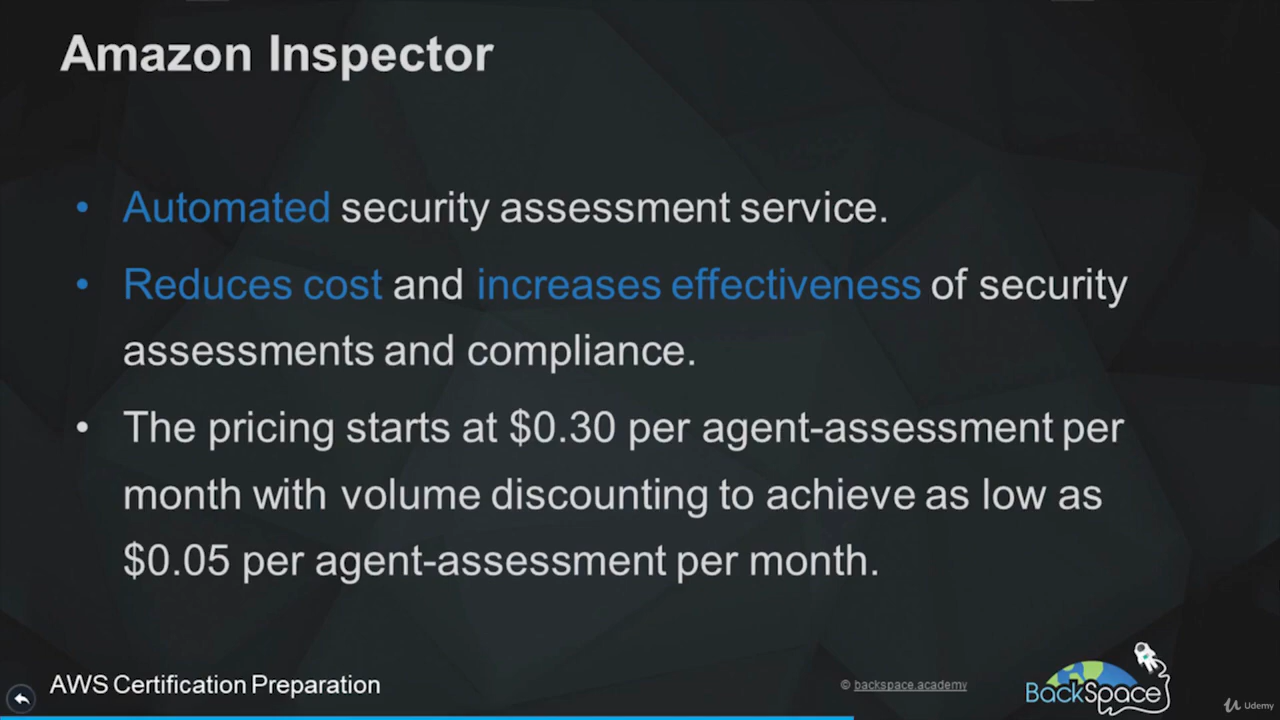 Amazon Inspector
• Automated security assessment service.
• Reduces cost and increases effectiveness of security
assessments and compliance.
• The pricing starts at $0.30 per agent-assessment per
month with volume discounting to achieve as low as
$0.05 per agent-assessment per month.
AWS Certification Preparation
© backspace.academy
BackSpace
Udemy